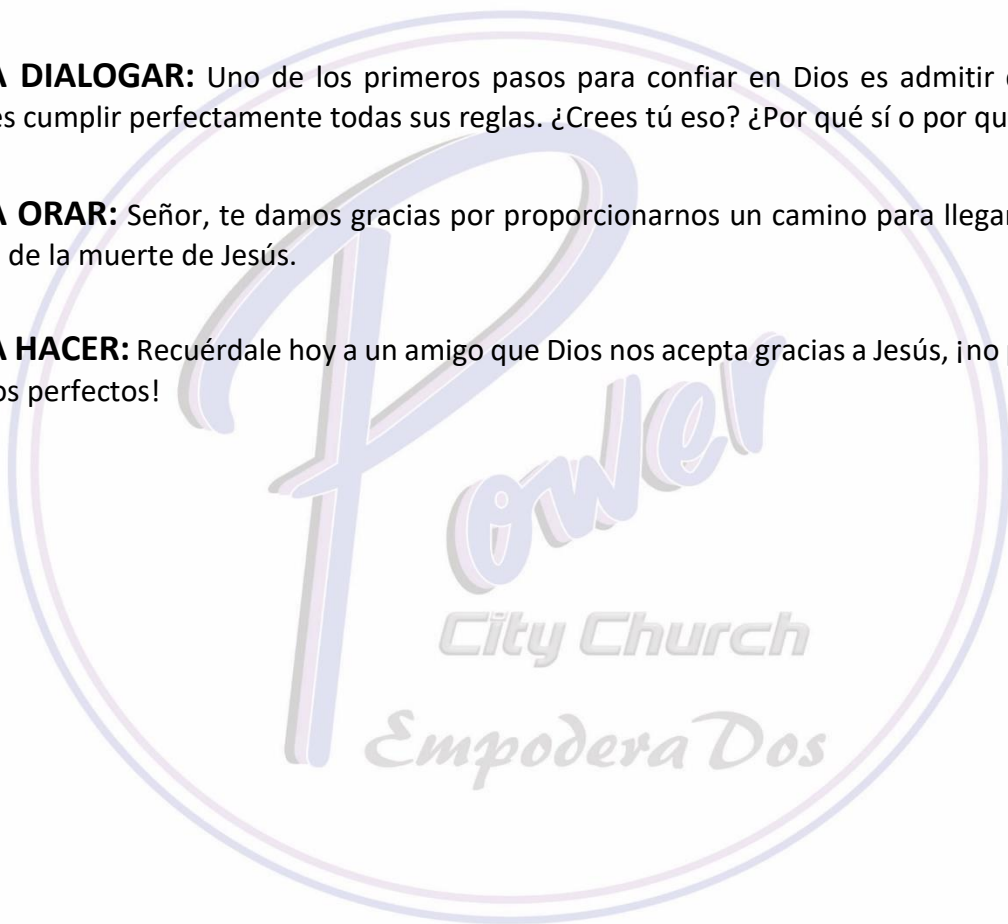 A DIALOGAR: Uno de los primeros pasos para confiar en Dios es admitir
es cumplir perfectamente todas sus reglas. ¿Crees tú eso? ¿Por qué sí o por qu
A ORAR: Señor, te damos gracias por proporcionarnos un camino para llegar
de la muerte de Jesús.
A HACER: Recuérdale hoy a un amigo que Dios nos acepta gracias a Jesús, ¡no
os perfectos!
Power
City Church
EmpoderaDos